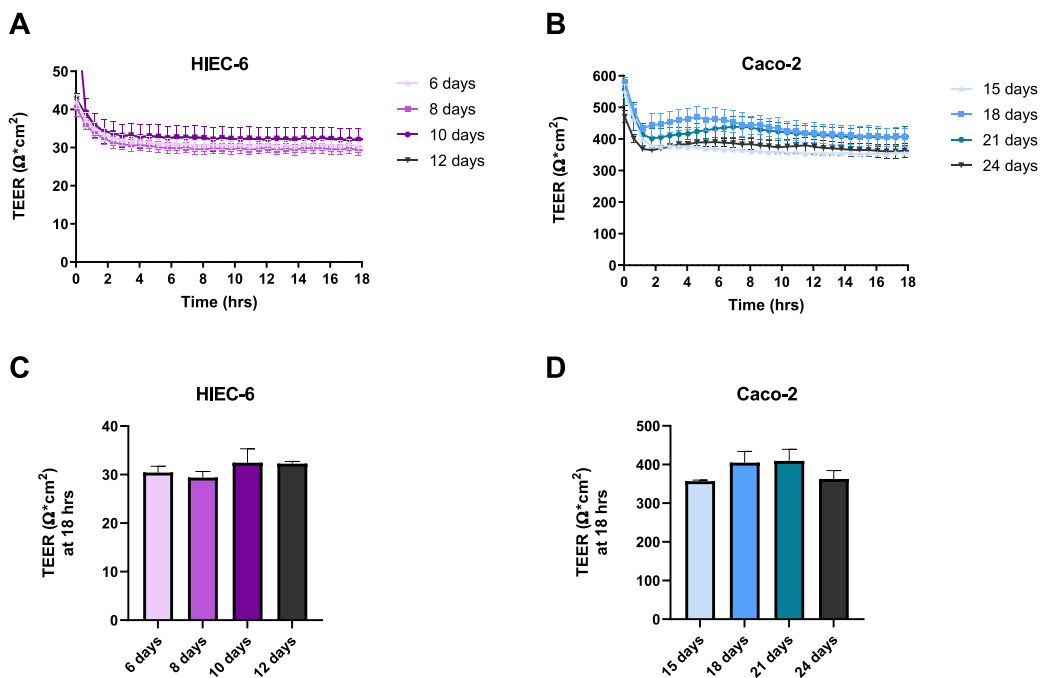 A
HIEC-6
TEER (Ω*cm²)
50
40
30
20
10
0
0 2 4 6 8 10 12 14 16 18
Time (hrs)
6 days
8 days
10 days
12 days
B
Caco-2
TEER (Ω*cm²)
600
500
400
300
200
100
0
0 2 4 6 8 10 12 14 16 18
Time (hrs)
15 days
18 days
21 days
24 days
C
HIEC-6
TEER (Ω*cm²)
at 18 hrs
40
30
20
10
0
6 days
8 days
10 days
12 days
D
Caco-2
TEER (Ω*cm²)
at 18 hrs
500
400
300
200
100
0
15 days
18 days
21 days
24 days